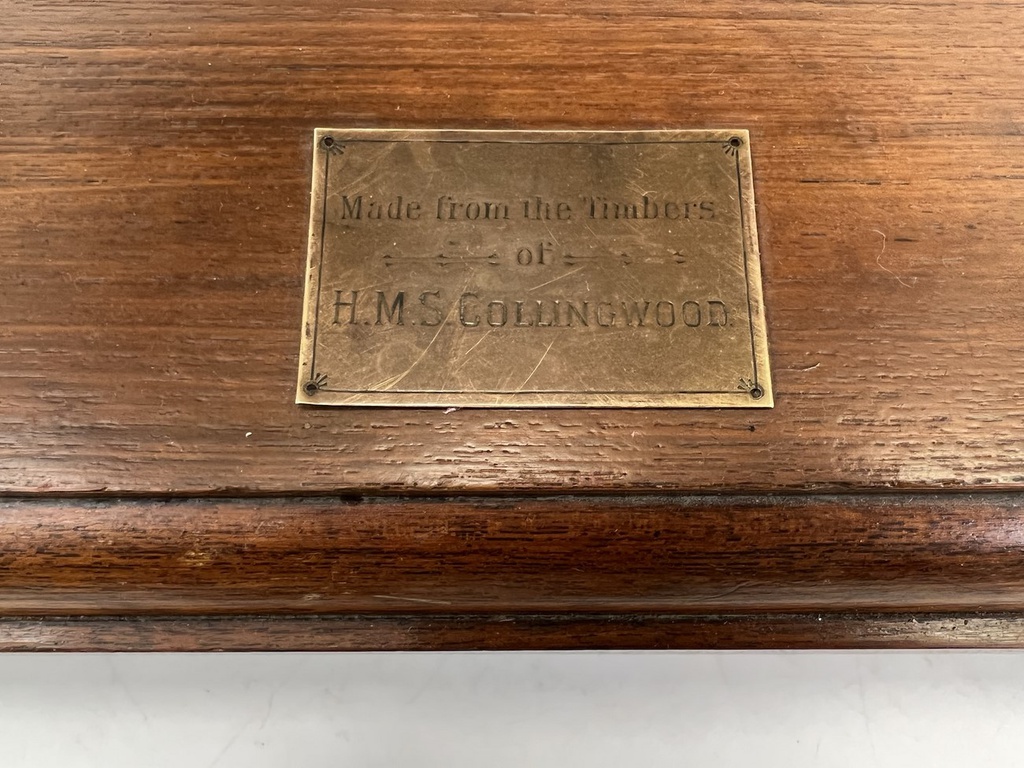 Made from the Timbers
of
H.M.S. COLLINGWOOD.